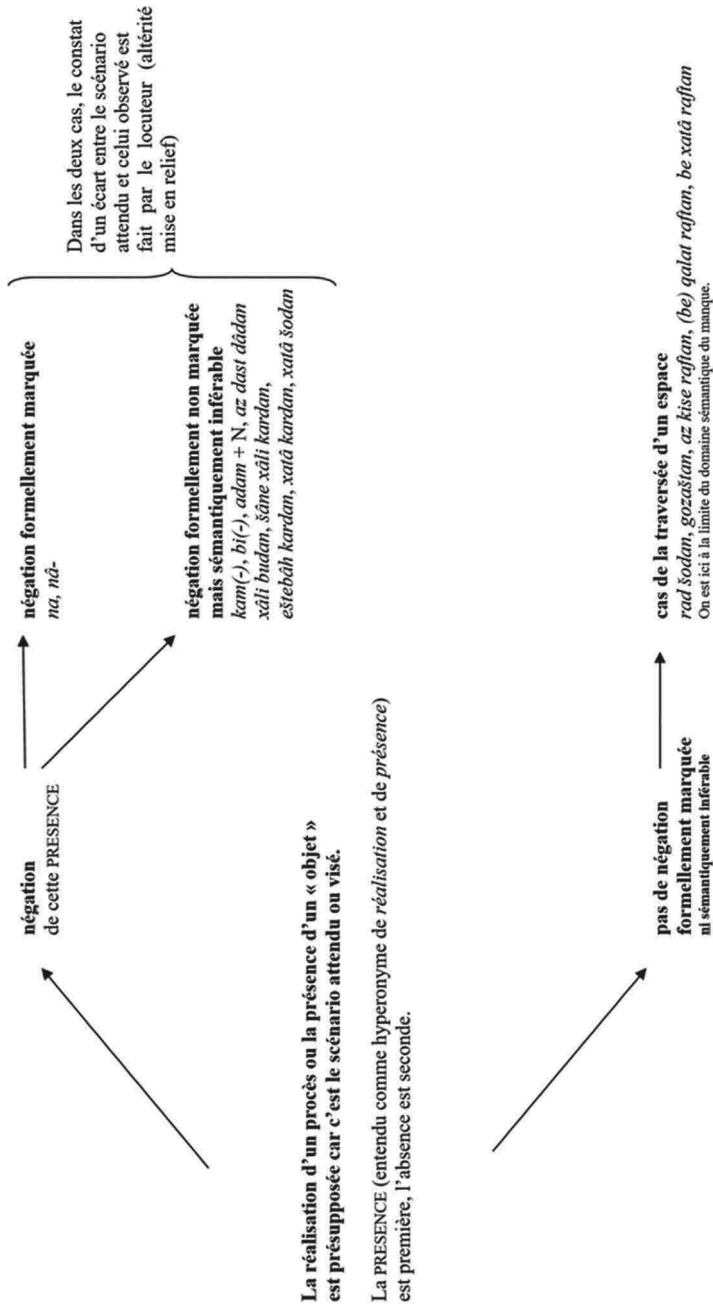 La réalisation d’un procès ou la présence d’un « objet »
est présupposée car c’est le scénario attendu ou visé.
La PRESENCE (entendu comme hyperonyme de réalisation et de présence)
est première, l’absence est seconde.
négation
de cette PRESENCE
négation formellement marquée
na, nâ-
négation formellement non marquée
mais sémantiquement inférable
kam(-), bi(-), adam + N, az dast dâdan
xâli budan, šâne xâli kardan,
eštebâh kardan, xatâ kardan, xatâ šodan
Dans les deux cas, le constat
d’un écart entre le scénario
attendu et celui observé est
fait par le locuteur (altérité
mise en relief)
pas de négation
formellement marquée
ni sémantiquement inférable
cas de la traversée d’un espace
rad šodan, gozaštan, az kise raftan, (be) qalat raftan, be xatâ raftan
On est ici à la limite du domaine sémantique du manque.